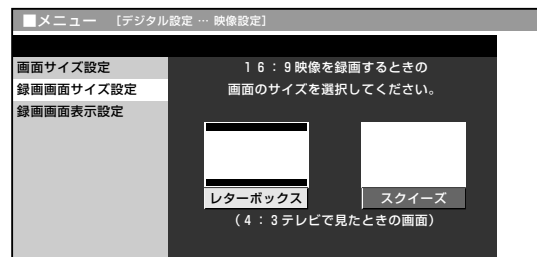 ■メニュー [デジタル設定 … 映像設定]
画面サイズ設定
録画画面サイズ設定
録画画面表示設定
16：9映像を録画するときの
画面のサイズを選択してください。
レターボックス
スクイーズ
(4：3テレビで見たときの画面)